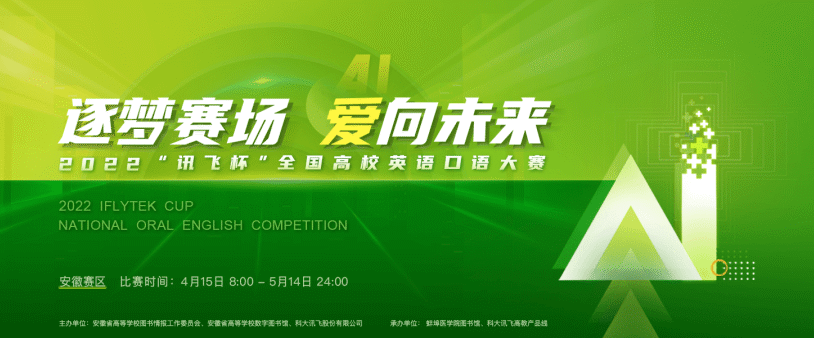 AI
逐梦赛场 爱向未来
2022“讯飞杯”全国高校英语口语大赛
2022 IFLYTEK CUP
NATIONAL ORAL ENGLISH COMPETITION
安徽赛区 比赛时间：4月15日 8:00 - 5月14日 24:00
主办单位：安徽省高等学校图书情报工作委员会、安徽省高等学校数字图书馆、科大讯飞股份有限公司 承办单位： 蚌埠医学院图书馆、科大讯飞高教产品线
AI